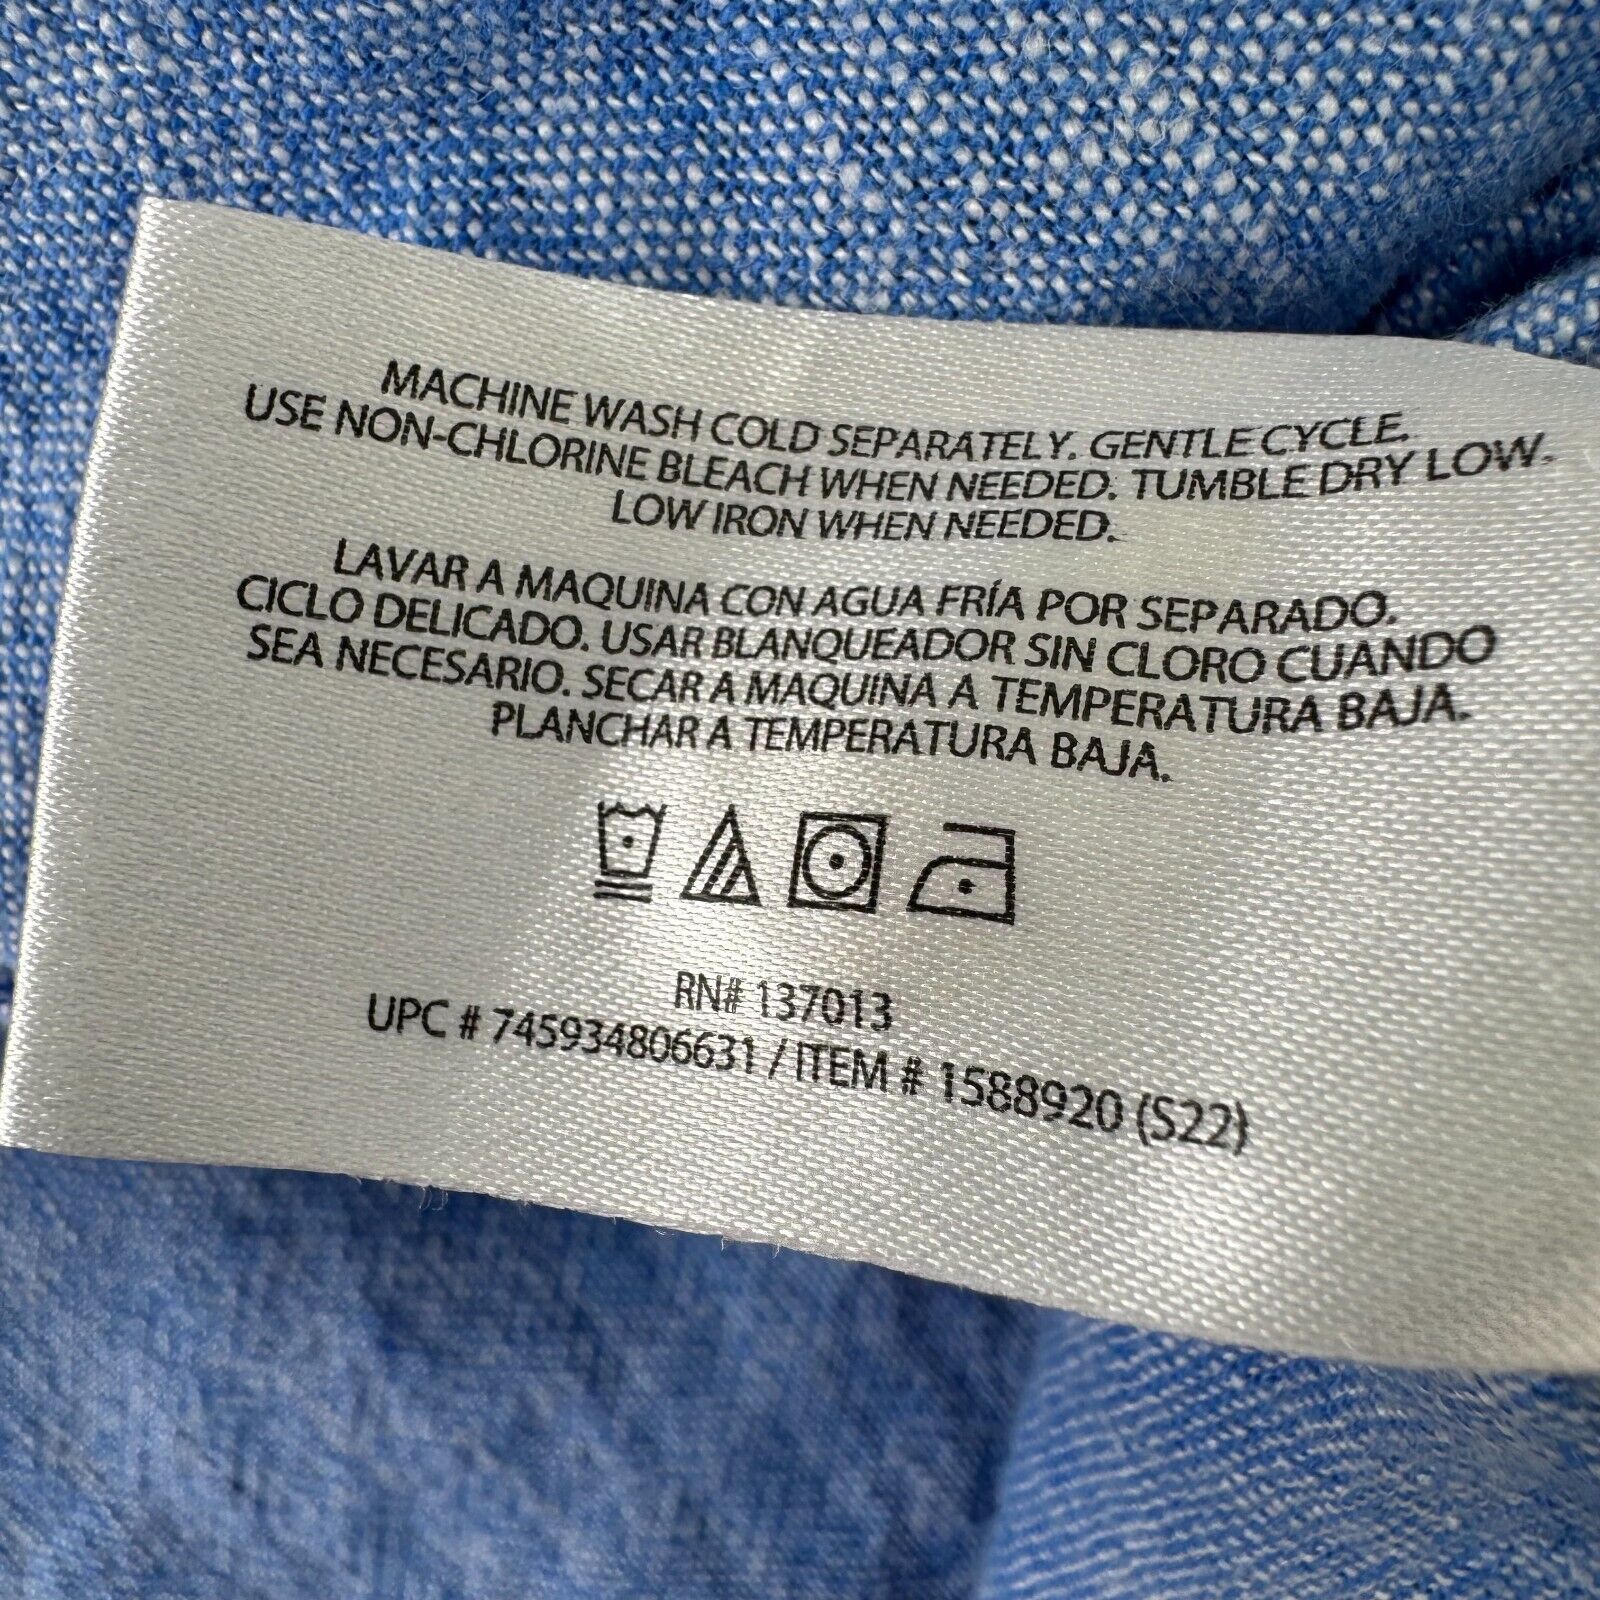 MACHINE WASH COLD SEPARATELY. GENTLE CYCLE.
USE NON-CHLORINE BLEACH WHEN NEEDED. TUMBLE DRY LOW.
LOW IRON WHEN NEEDED.
LAVAR A MAQUINA CON AGUA FRÍA POR SEPARADO.
CICLO DELICADO. USAR BLANQUEADOR SIN CLORO CUANDO
SEA NECESARIO. SECAR A MAQUINA A TEMPERATURA BAJA.
PLANCHAR A TEMPERATURA BAJA.
RN# 137013
UPC # 745934806631 / ITEM # 1588920 (S22)